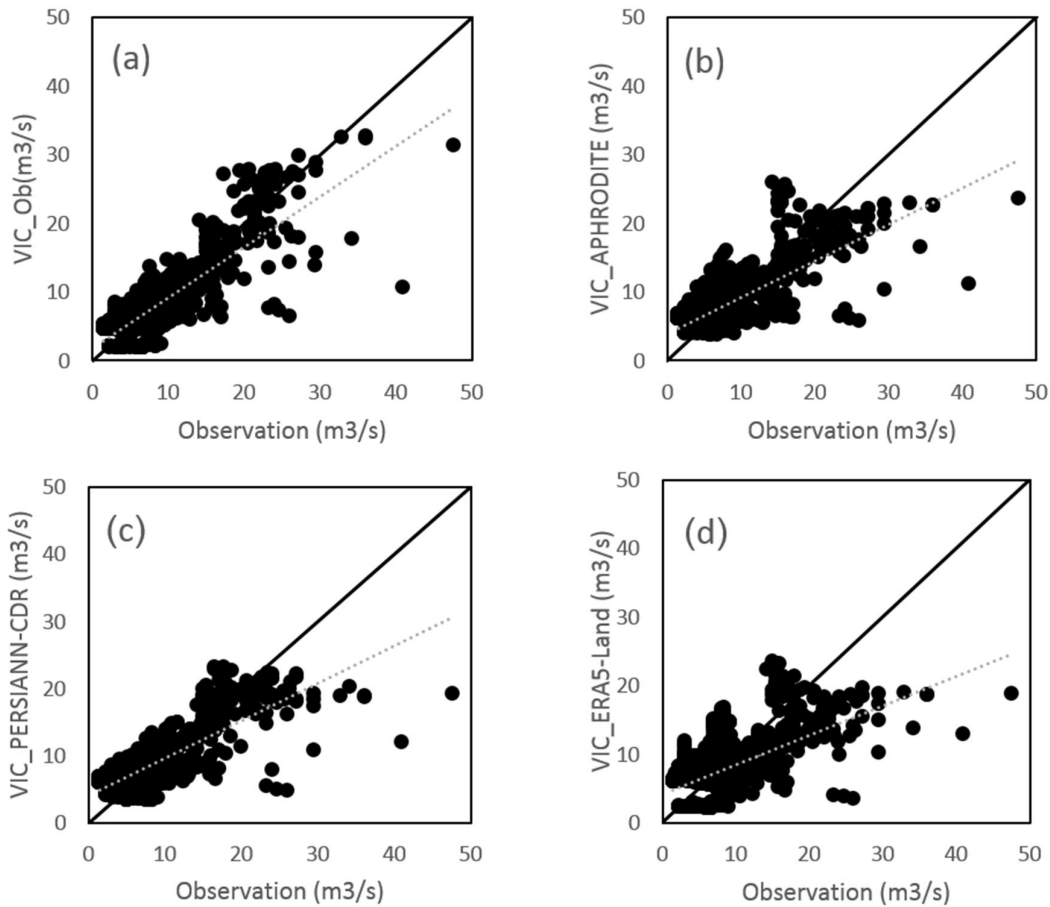 (a)
VIC_Ob(m3/s)
50
40
30
20
10
0
0 10 20 30 40 50
Observation (m3/s)
(b)
VIC_APHRODITE (m3/s)
50
40
30
20
10
0
0 10 20 30 40 50
Observation (m3/s)
(c)
VIC_PERSIANN-CDR (m3/s)
50
40
30
20
10
0
0 10 20 30 40 50
Observation (m3/s)
(d)
VIC_ERA5-Land (m3/s)
50
40
30
20
10
0
0 10 20 30 40 50
Observation (m3/s)